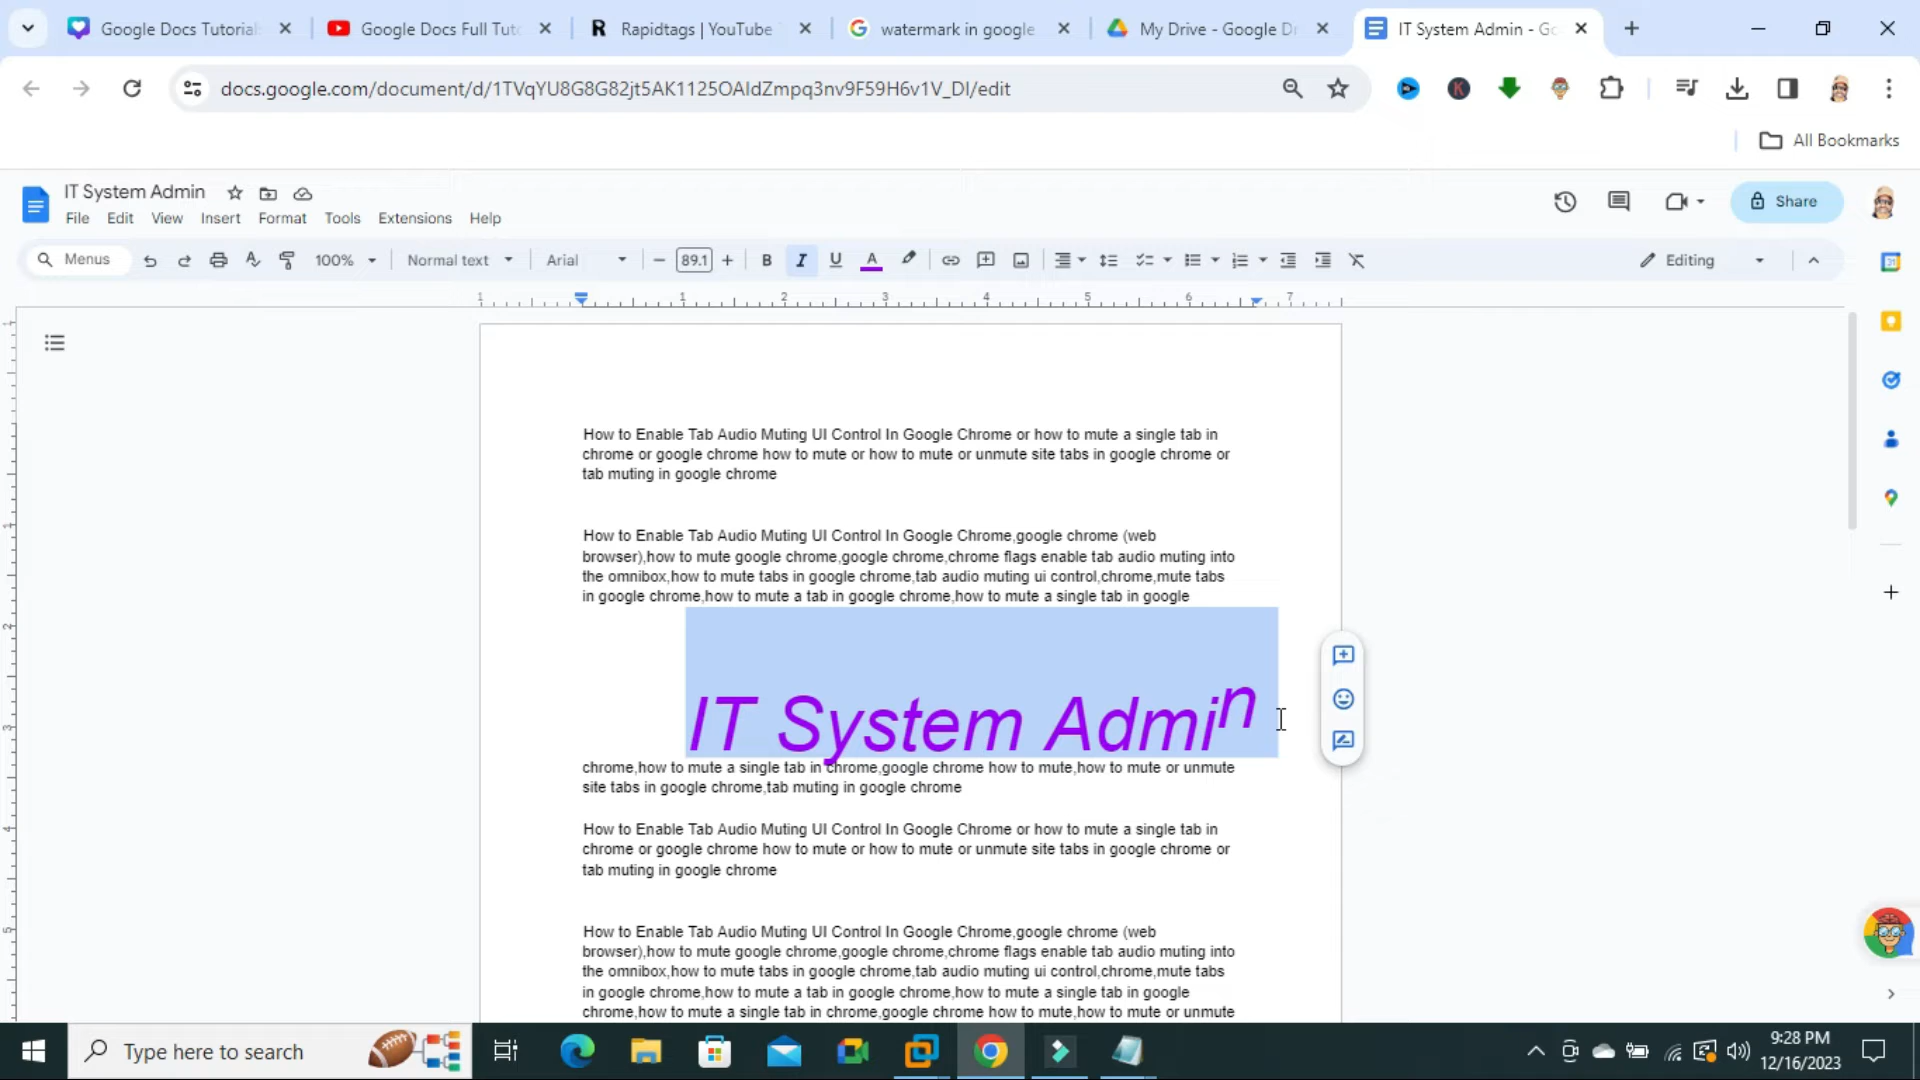 Google Docs Tutorial
Google Docs Full Tuto
R Rapidtags | YouTube
watermark in google
My Drive - Google Dr
IT System Admin - Go
docs.google.com/document/d/1TVqYU8G8G82jt5AK1125OAIdZmpq3nv9F59H6v1V_DI/edit
K
All Bookmarks
IT System Admin
File Edit View Insert Format Tools Extensions Help
Share
Menus 100% Normal text Arial 89.1 B I U A Editing
31
1 1 2 3 4 5 6 7
How to Enable Tab Audio Muting UI Control In Google Chrome or how to mute a single tab in
chrome or google chrome how to mute or how to mute or unmute site tabs in google chrome or
tab muting in google chrome
How to Enable Tab Audio Muting UI Control In Google Chrome,google chrome (web
browser),how to mute google chrome,google chrome,chrome flags enable tab audio muting into
the omnibox,how to mute tabs in google chrome,tab audio muting ui control,chrome,mute tabs
in google chrome,how to mute a tab in google chrome,how to mute a single tab in google
IT System Admin
chrome,how to mute a single tab in chrome,google chrome how to mute,how to mute or unmute
site tabs in google chrome,tab muting in google chrome
How to Enable Tab Audio Muting UI Control In Google Chrome or how to mute a single tab in
chrome or google chrome how to mute or how to mute or unmute site tabs in google chrome or
tab muting in google chrome
How to Enable Tab Audio Muting UI Control In Google Chrome,google chrome (web
browser),how to mute google chrome,google chrome,chrome flags enable tab audio muting into
the omnibox,how to mute tabs in google chrome,tab audio muting ui control,chrome,mute tabs
in google chrome,how to mute a tab in google chrome,how to mute a single tab in google
chrome,how to mute a single tab in chrome,google chrome how to mute,how to mute or unmute
Type here to search
9:28 PM
12/16/2023